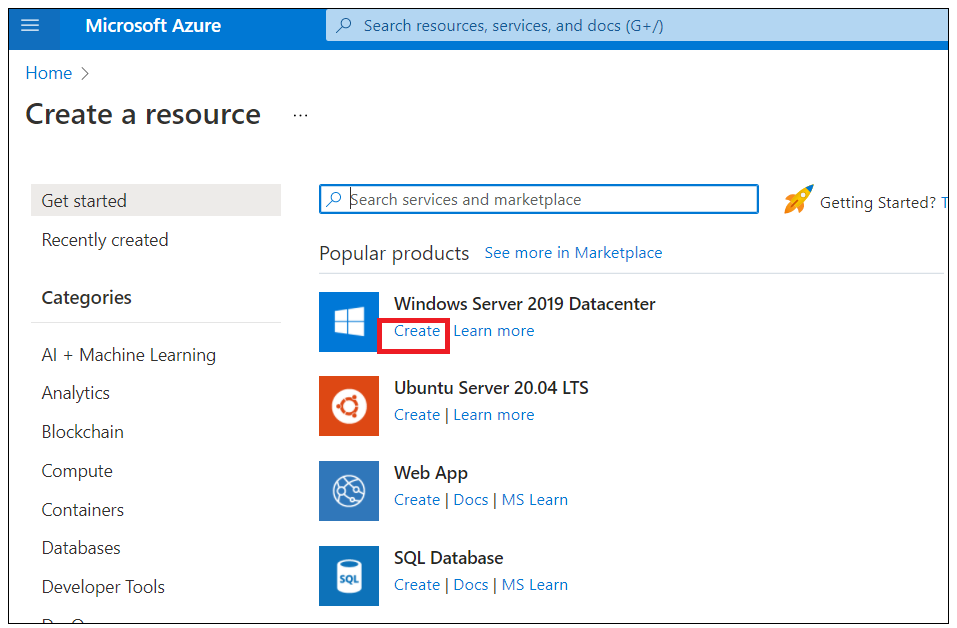 Microsoft Azure
Search resources, services, and docs (G+/)
Home
Create a resource
...
Get started
Recently created
Categories
AI + Machine Learning
Analytics
Blockchain
Compute
Containers
Databases
Developer Tools
Search services and marketplace
Getting Started?
Popular products See more in Marketplace
Windows Server 2019 Datacenter
Create | Learn more
Ubuntu Server 20.04 LTS
Create | Learn more
Web App
Create | Docs | MS Learn
SQL
SQL Database
Create | Docs | MS Learn